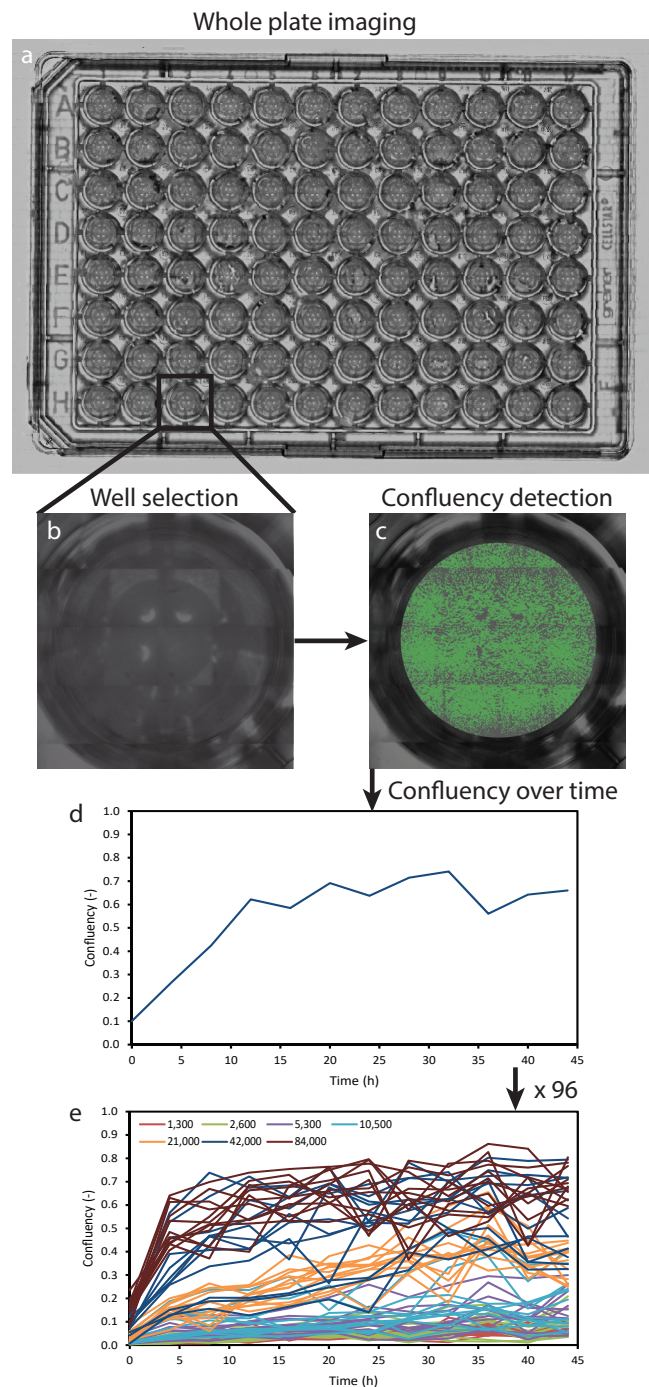 Whole plate imaging
a
1 2 3 4 5 6 7 8 9 10 11 12
A
B
C
D
E
F
G
H
greiner CELLSTAR®
Well selection
Confluency detection
b
c
Confluency over time
d
1.0
0.9
0.8
0.7
0.6
0.5
0.4
0.3
0.2
0.1
0.0
Confluency (-)
0 5 10 15 20 25 30 35 40 45
Time (h)
x 96
e
1.0
0.9
0.8
0.7
0.6
0.5
0.4
0.3
0.2
0.1
0.0
Confluency (-)
1,300 2,600 5,300 10,500
21,000 42,000 84,000
0 5 10 15 20 25 30 35 40 45
Time (h)